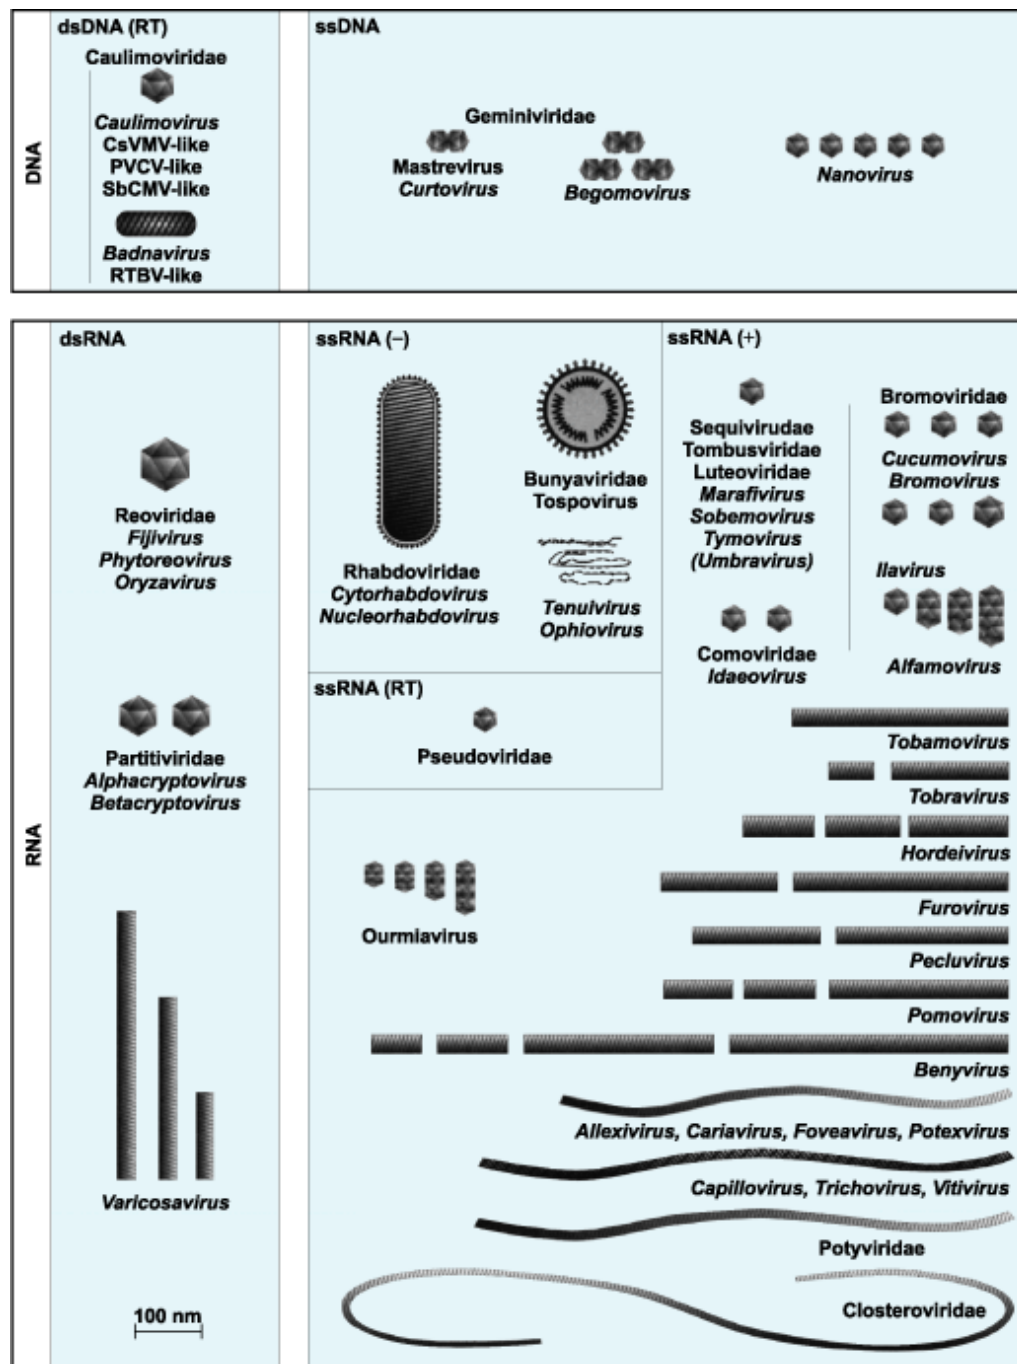 DNA
dsDNA (RT)
Caulimoviridae
Caulimovirus
CsVMV-like
PVCV-like
SbCMV-like
Badnavirus
RTBV-like
ssDNA
Geminiviridae
Mastrevirus
Curtovirus
Begomovirus
Nanovirus
RNA
dsRNA
Reoviridae
Fijivirus
Phytoreovirus
Oryzavirus
Partitiviridae
Alphacryptovirus
Betacryptovirus
Varicosavirus
100 nm
ssRNA (−)
Rhabdoviridae
Cytorhabdovirus
Nucleorhabdovirus
Bunyaviridae
Tospovirus
Tenuivirus
Ophiovirus
ssRNA (RT)
Pseudoviridae
ssRNA (+)
Sequivirudae
Tombusviridae
Luteoviridae
Marafivirus
Sobemovirus
Tymovirus
(Umbravirus)
Comoviridae
Idaeovirus
Bromoviridae
Cucumovirus
Bromovirus
Ilavirus
Alfamovirus
Ourmiavirus
Tobamovirus
Tobravirus
Hordeivirus
Furovirus
Pecluvirus
Pomovirus
Benyvirus
Allexivirus, Cariavirus, Foveavirus, Potexvirus
Capillovirus, Trichovirus, Vitivirus
Potyviridae
Closteroviridae